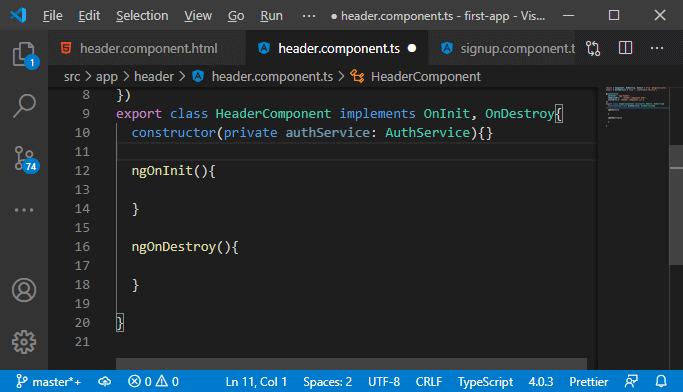 File Edit Selection View Go Run ··· ● header.component.ts - first-app - Vis...
header.component.html header.component.ts ● signup.component.t
1
src > app > header > header.component.ts > HeaderComponent
8 })
9 export class HeaderComponent implements OnInit, OnDestroy{
10 constructor(private authService: AuthService){}
11
12 ngOnInit(){
13
14 }
15
16 ngOnDestroy(){
17
18 }
19
20 }
21
74
master*+ 0 0 Ln 11, Col 1 Spaces: 2 UTF-8 CRLF TypeScript 4.0.3 Prettier